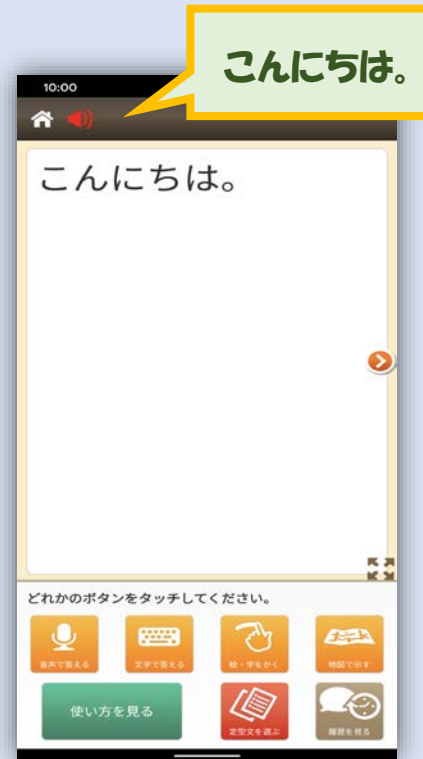 こんにちは。
10:00
こんにちは。
どれかのボタンをタッチしてください。
音声で答える
文字で答える
絵・字をかく
地図で示す
使い方を見る
定型文を選ぶ
履歴を見る